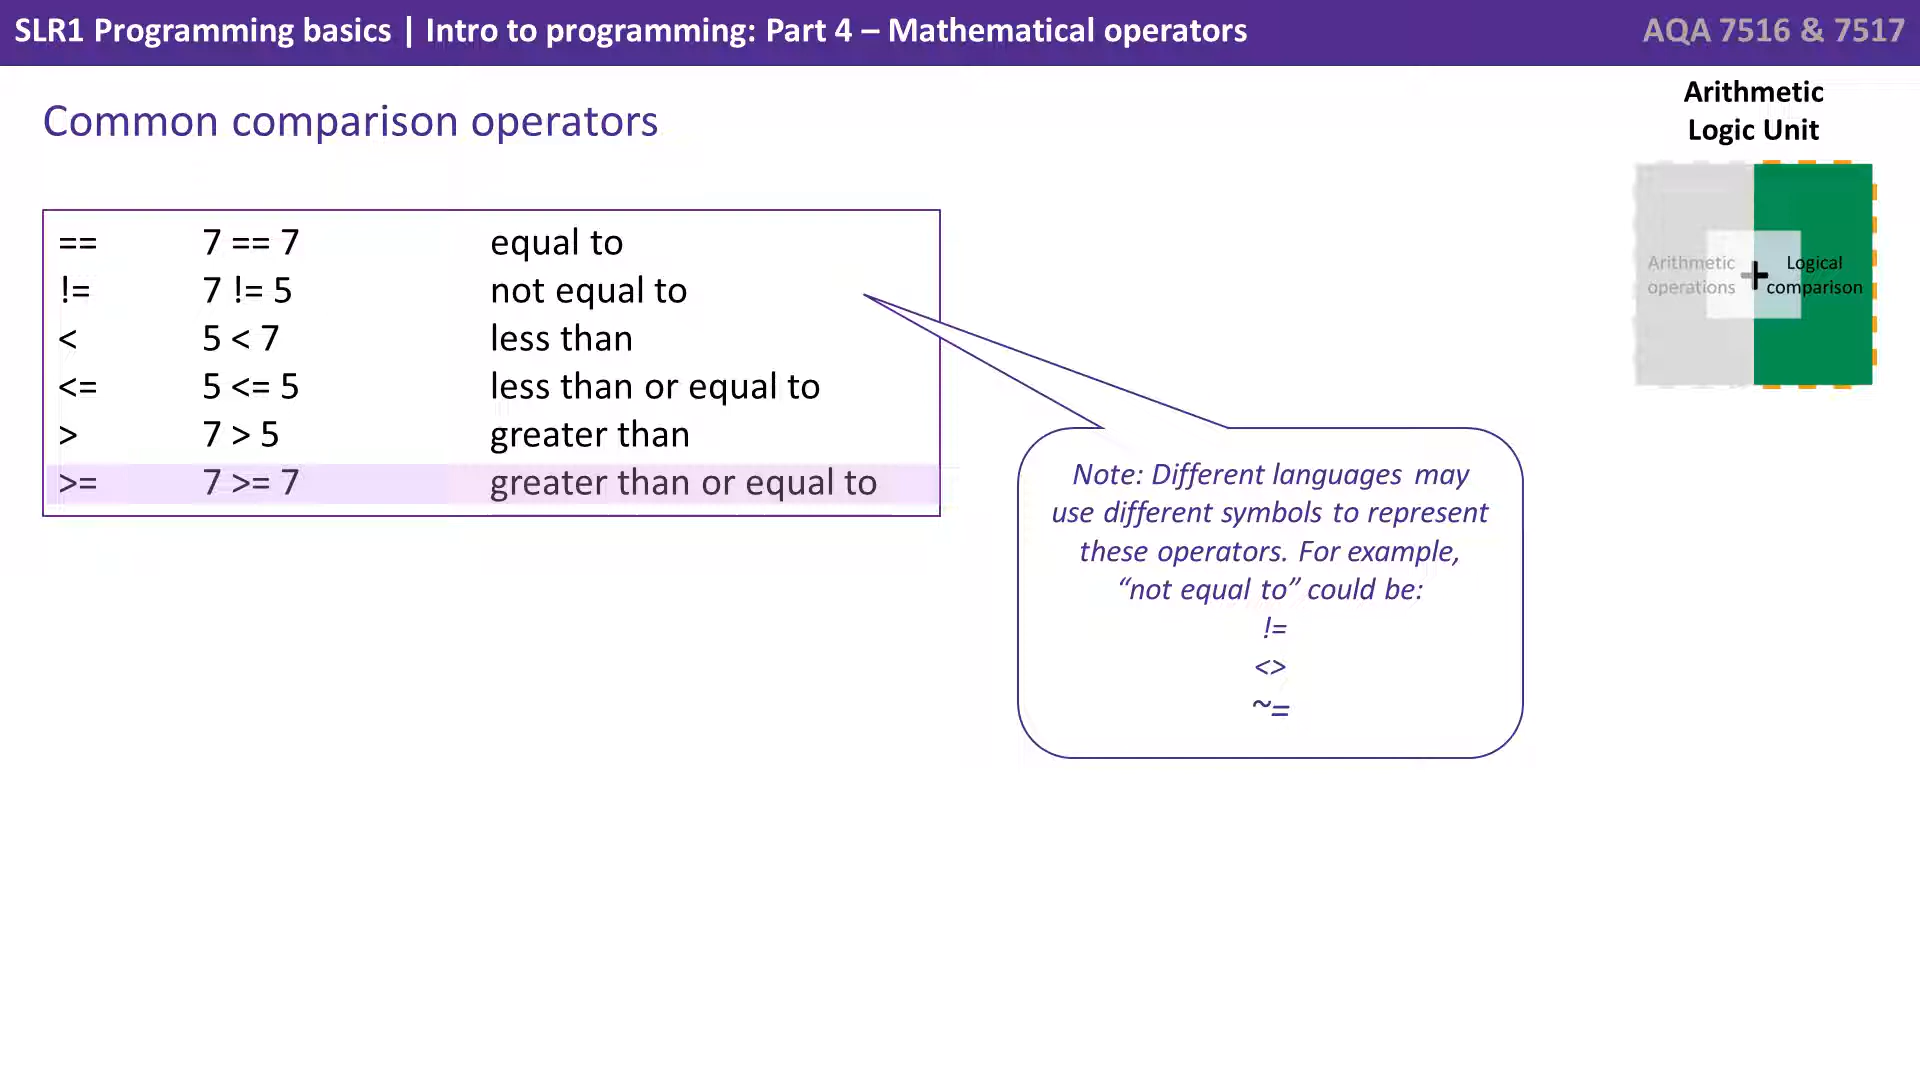 SLR1 Programming basics | Intro to programming: Part 4 – Mathematical operators
AQA 7516 & 7517
Common comparison operators
Arithmetic
Logic Unit
Arithmetic operations
+
Logical comparison
== 7 == 7 equal to
!= 7 != 5 not equal to
< 5 < 7 less than
<= 5 <= 5 less than or equal to
> 7 > 5 greater than
>= 7 >= 7 greater than or equal to
Note: Different languages may
use different symbols to represent
these operators. For example,
“not equal to” could be:
!=
<>
~=